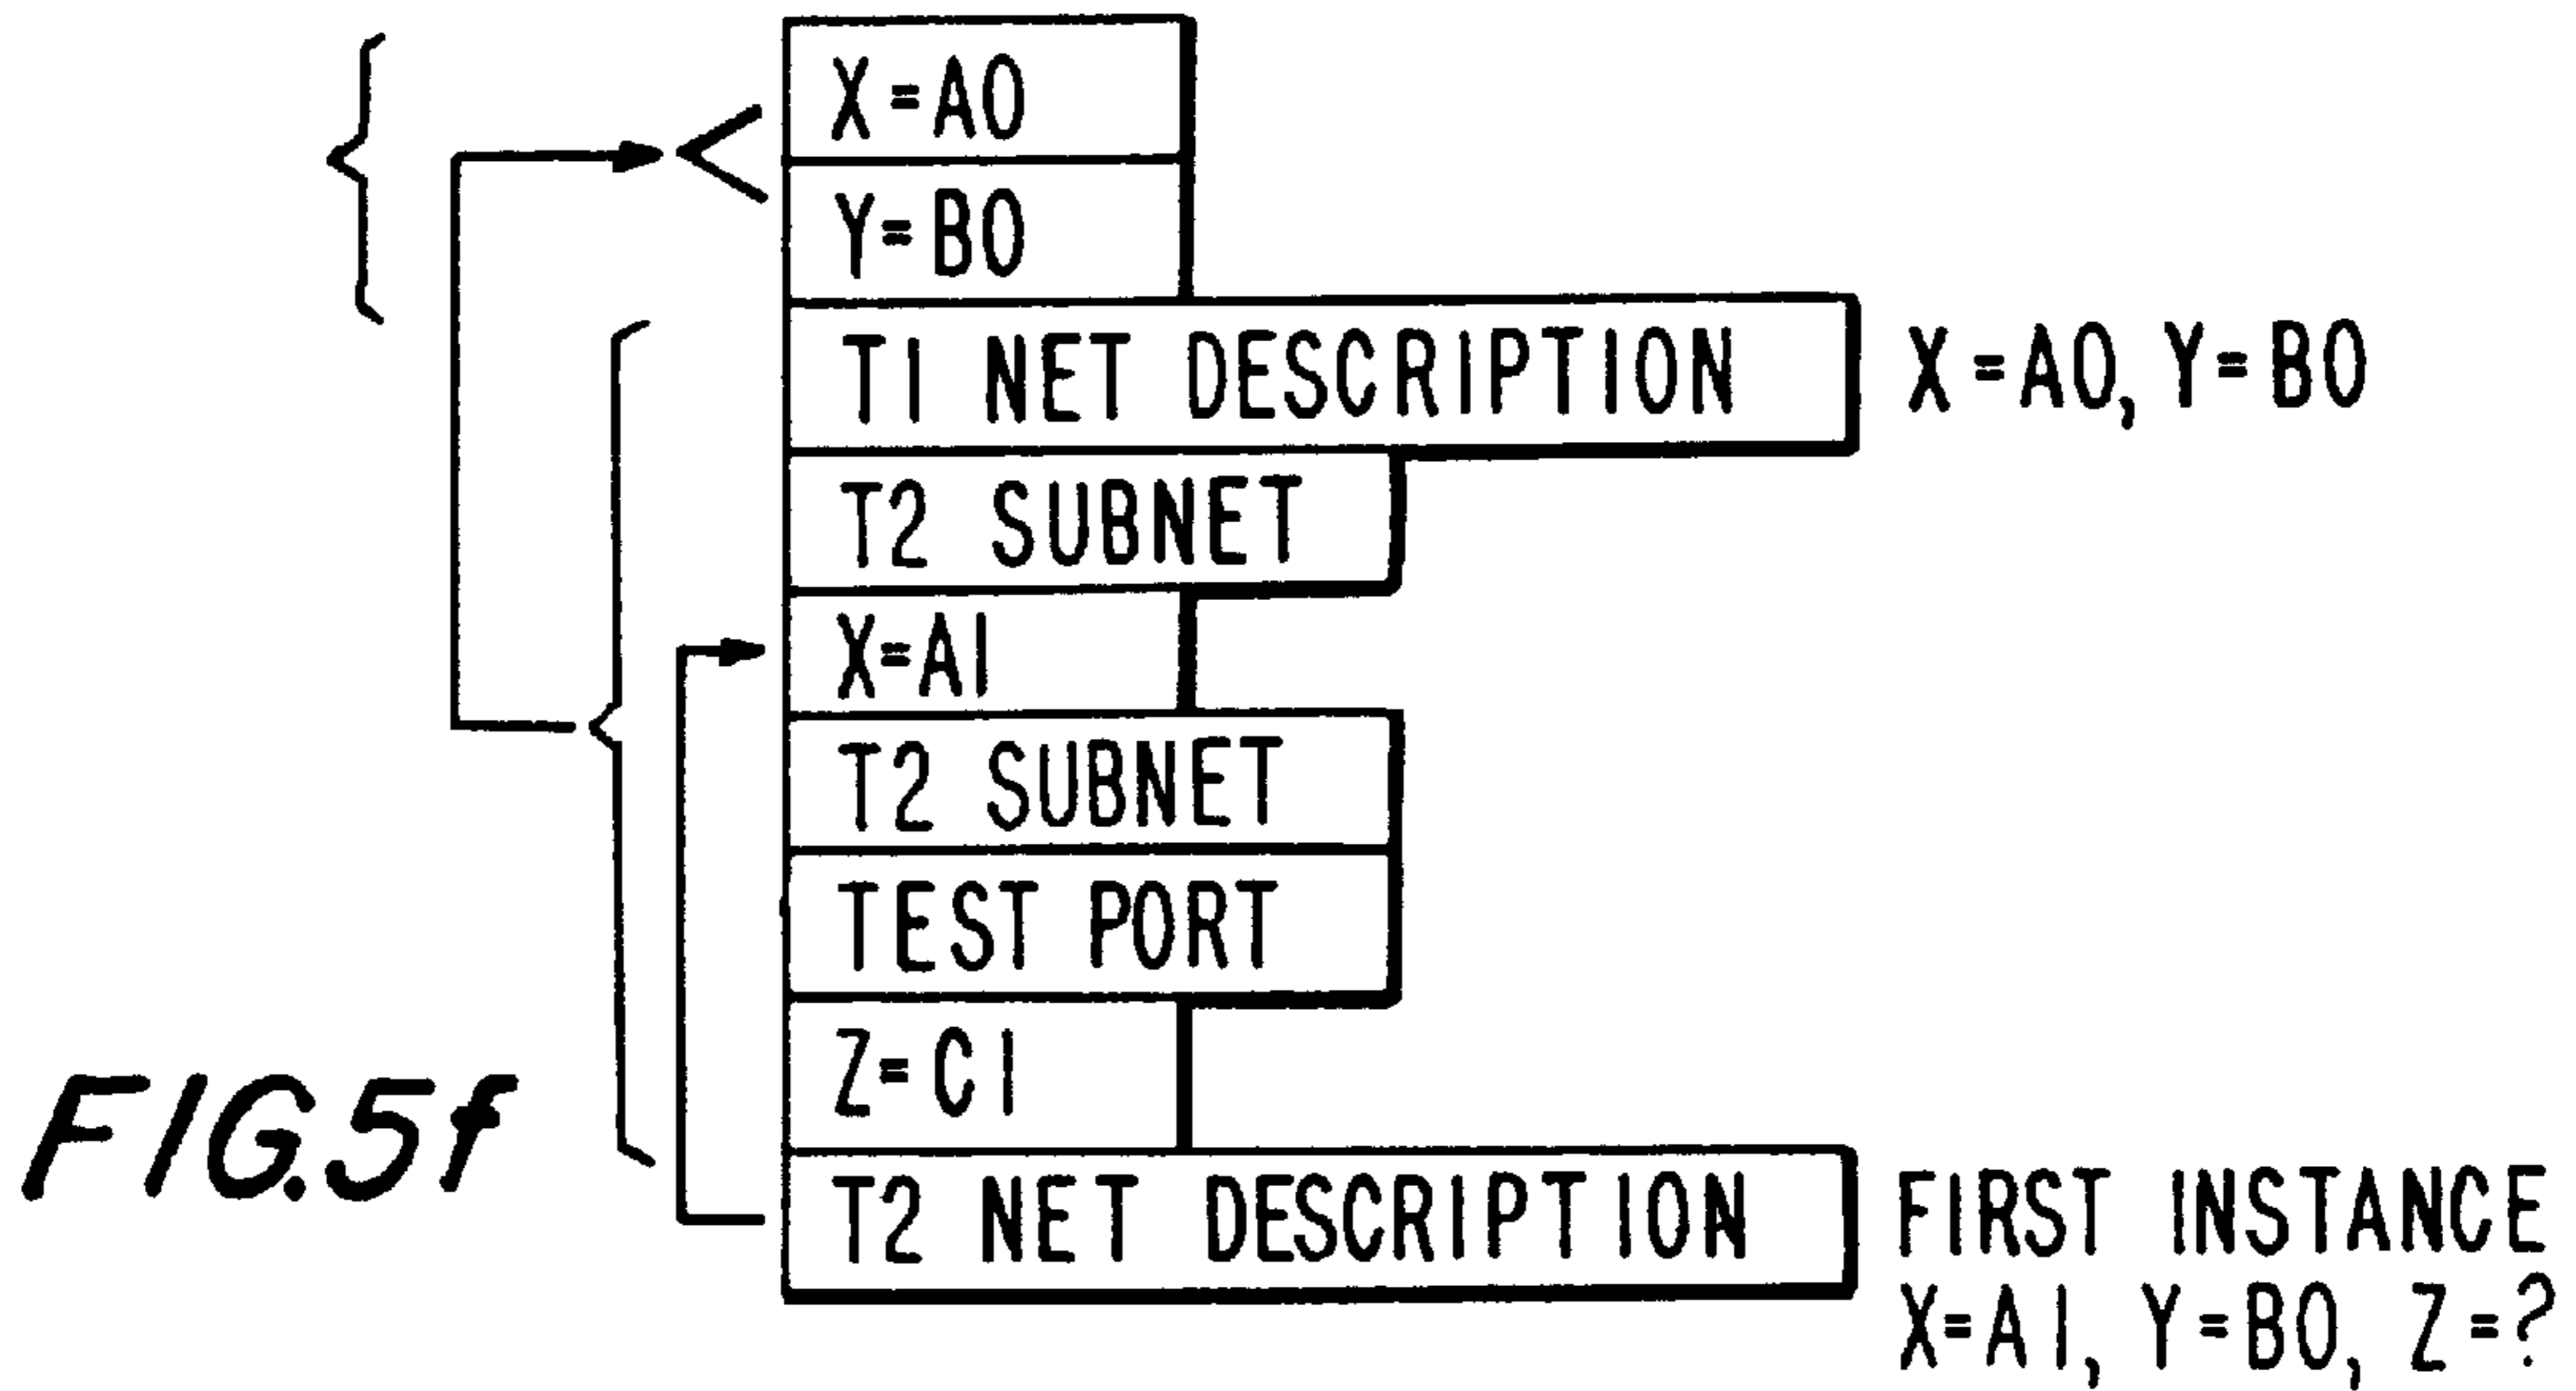 X=A0
Y=B0
T1 NET DESCRIPTION X=A0, Y=B0
T2 SUBNET
X=A1
T2 SUBNET
TEST PORT
Z=C1
T2 NET DESCRIPTION FIRST INSTANCE
X=A1, Y=B0, Z=?
FIG.5f